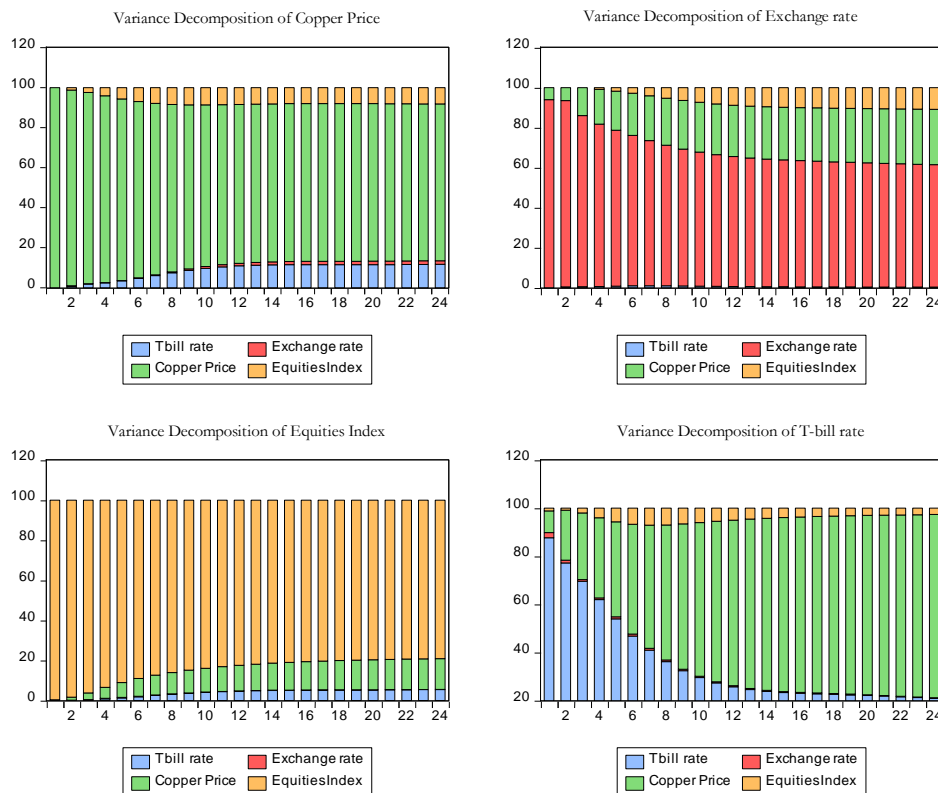 Variance Decomposition of Copper Price
120
100
80
60
40
20
0
2 4 6 8 10 12 14 16 18 20 22 24
Tbill rate Exchange rate
Copper Price EquitiesIndex
Variance Decomposition of Exchange rate
120
100
80
60
40
20
0
2 4 6 8 10 12 14 16 18 20 22 24
Tbill rate Exchange rate
Copper Price EquitiesIndex
Variance Decomposition of Equities Index
120
100
80
60
40
20
0
2 4 6 8 10 12 14 16 18 20 22 24
Tbill rate Exchange rate
Copper Price EquitiesIndex
Variance Decomposition of T-bill rate
120
100
80
60
40
20
2 4 6 8 10 12 14 16 18 20 22 24
Tbill rate Exchange rate
Copper Price EquitiesIndex